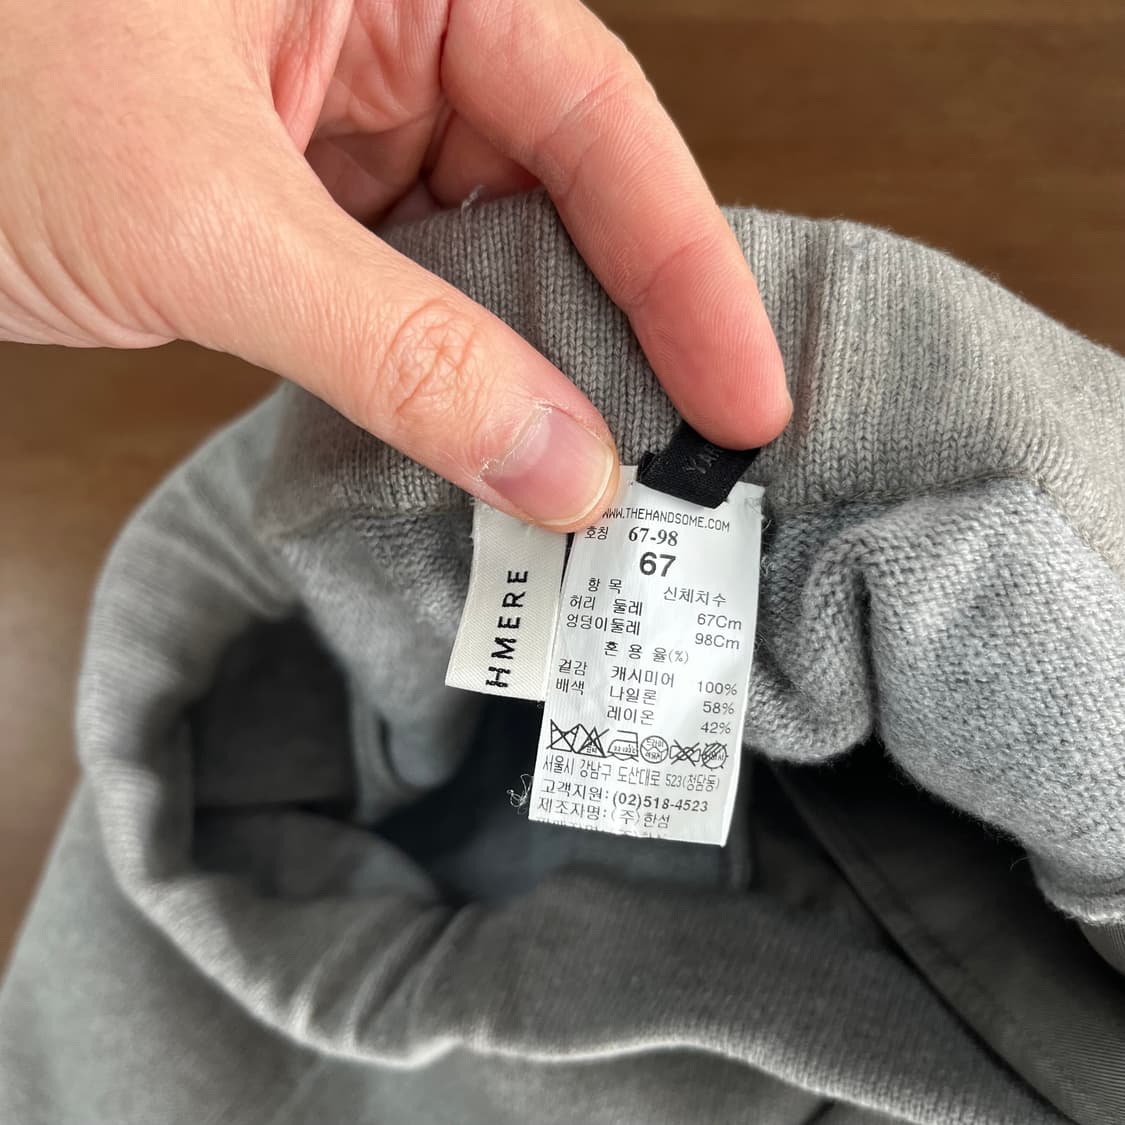 WWW.THEHANDSOME.COM
호칭 67-98
67
항 목 신체치수
허리 둘레 67Cm
엉덩이둘레 98Cm
혼 용 율(%)
겉감 캐시미어 100%
배색 나일론 58%
레이온 42%
서울시 강남구 도산대로 523(청담동)
고객지원: (02)518-4523
제조자명: (주)한섬
HMERE